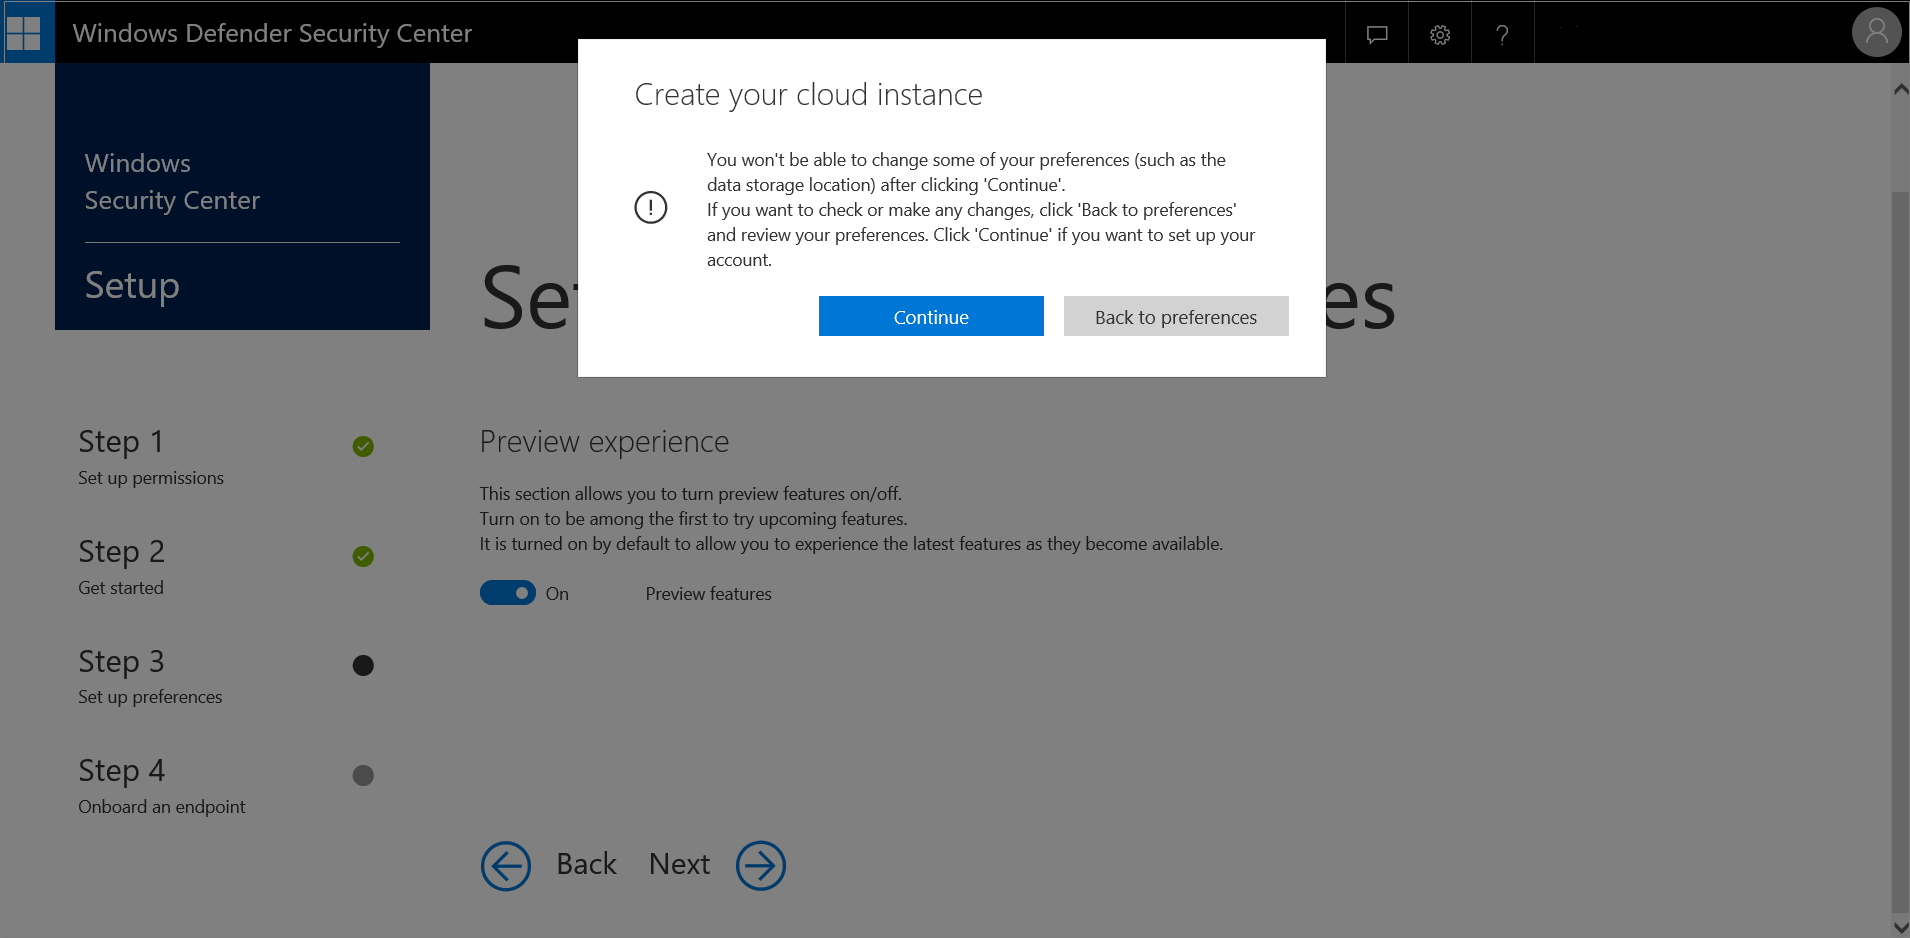 Windows Defender Security Center
?
Create your cloud instance
You won't be able to change some of your preferences (such as the
data storage location) after clicking 'Continue'.
If you want to check or make any changes, click 'Back to preferences'
and review your preferences. Click 'Continue' if you want to set up your
account.
Continue
Back to preferences
Windows
Security Center
Setup
Step 1
Set up permissions
Step 2
Get started
Step 3
Set up preferences
Step 4
Onboard an endpoint
Preview experience
This section allows you to turn preview features on/off.
Turn on to be among the first to try upcoming features.
It is turned on by default to allow you to experience the latest features as they become available.
On
Preview features
Back
Next